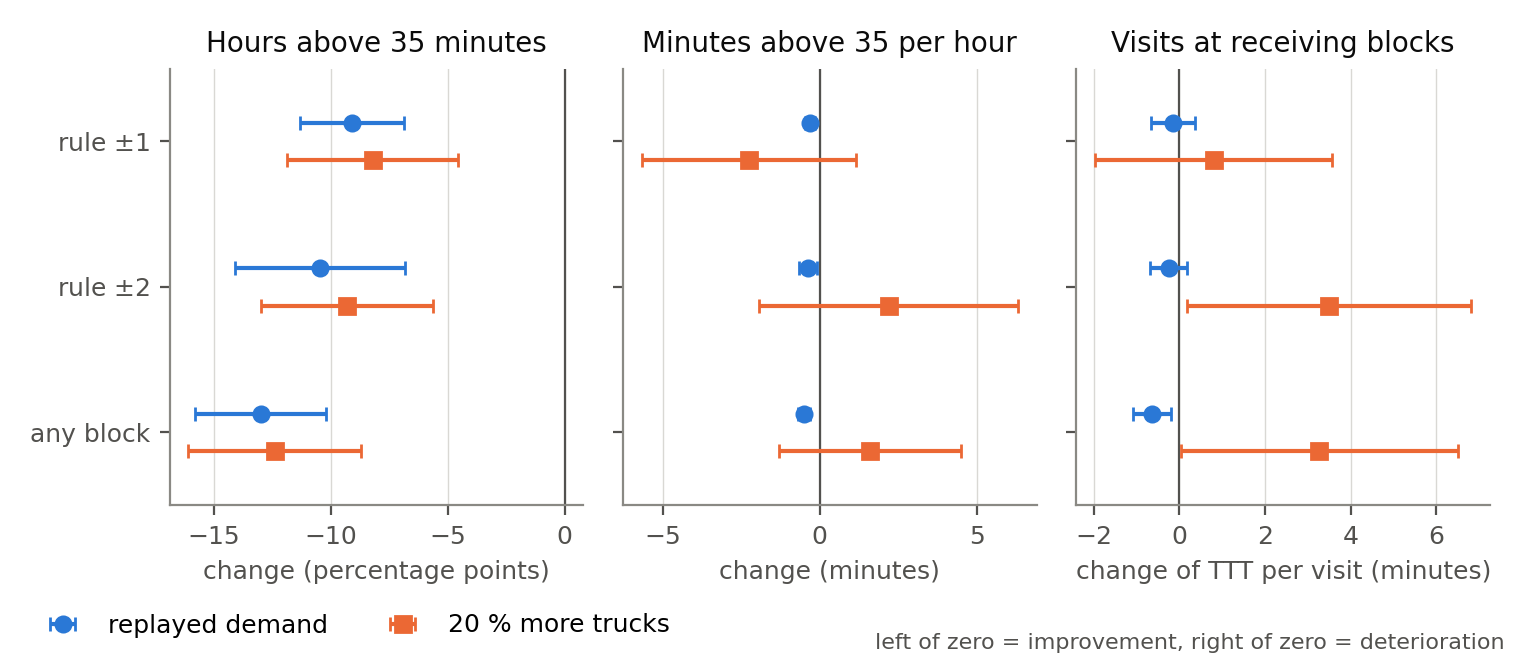 Hours above 35 minutes
Minutes above 35 per hour
Visits at receiving blocks
rule ±1
rule ±2
any block
−15 −10 −5 0
−5 0 5
−2 0 2 4 6
change (percentage points)
change (minutes)
change of TTT per visit (minutes)
replayed demand
20 % more trucks
left of zero = improvement, right of zero = deterioration